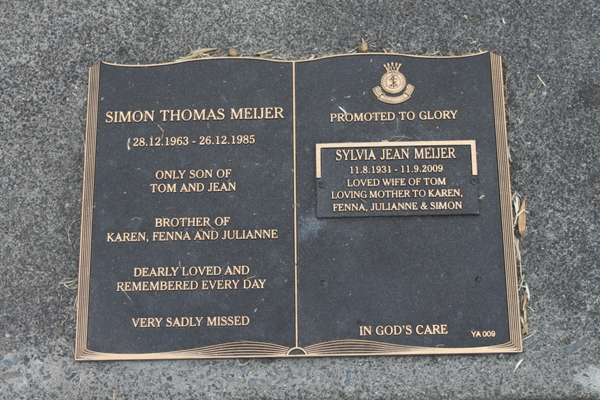 SIMON THOMAS MEIJER
28.12.1963 - 26.12.1985
ONLY SON OF
TOM AND JEAN
BROTHER OF
KAREN, FENNA AND JULIANNE
DEARLY LOVED AND
REMEMBERED EVERY DAY
VERY SADLY MISSED
PROMOTED TO GLORY
SYLVIA JEAN MEIJER
11.8.1931 - 11.9.2009
LOVED WIFE OF TOM
LOVING MOTHER TO KAREN,
FENNA, JULIANNE & SIMON
IN GOD'S CARE
YA 009